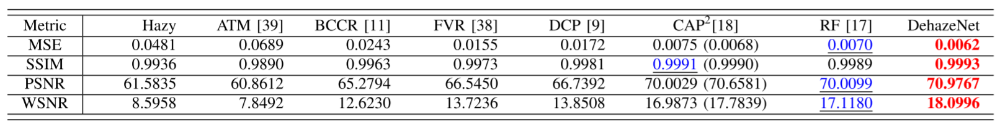 Metric Hazy ATM [39] BCCR [11] FVR [38] DCP [9] CAP²[18] RF [17] DehazeNet
MSE 0.0481 0.0689 0.0243 0.0155 0.0172 0.0075 (0.0068) 0.0070 0.0062
SSIM 0.9936 0.9890 0.9963 0.9973 0.9981 0.9991 (0.9990) 0.9989 0.9993
PSNR 61.5835 60.8612 65.2794 66.5450 66.7392 70.0029 (70.6581) 70.0099 70.9767
WSNR 8.5958 7.8492 12.6230 13.7236 13.8508 16.9873 (17.7839) 17.1180 18.0996